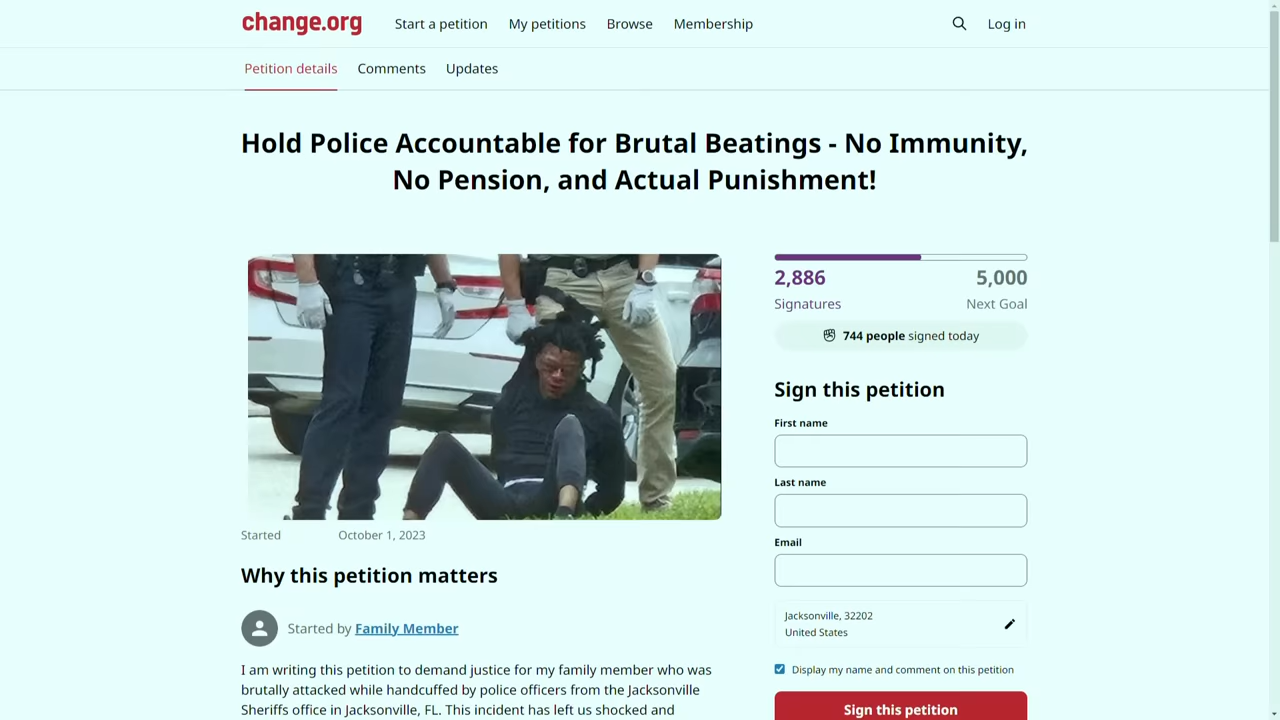 change.org
Start a petition
My petitions
Browse
Membership
Log in
Petition details
Comments
Updates
Hold Police Accountable for Brutal Beatings - No Immunity,
No Pension, and Actual Punishment!
2,886
5,000
Signatures
Next Goal
744 people signed today
Sign this petition
First name
Last name
Email
Jacksonville, 32202
United States
Display my name and comment on this petition
Sign this petition
Started
October 1, 2023
Why this petition matters
Started by Family Member
I am writing this petition to demand justice for my family member who was
brutally attacked while handcuffed by police officers from the Jacksonville
Sheriffs office in Jacksonville, FL. This incident has left us shocked and